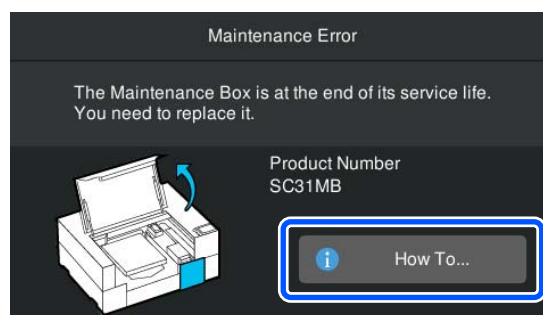 Maintenance Error
The Maintenance Box is at the end of its service life.
You need to replace it.
Product Number
SC31MB
How To...